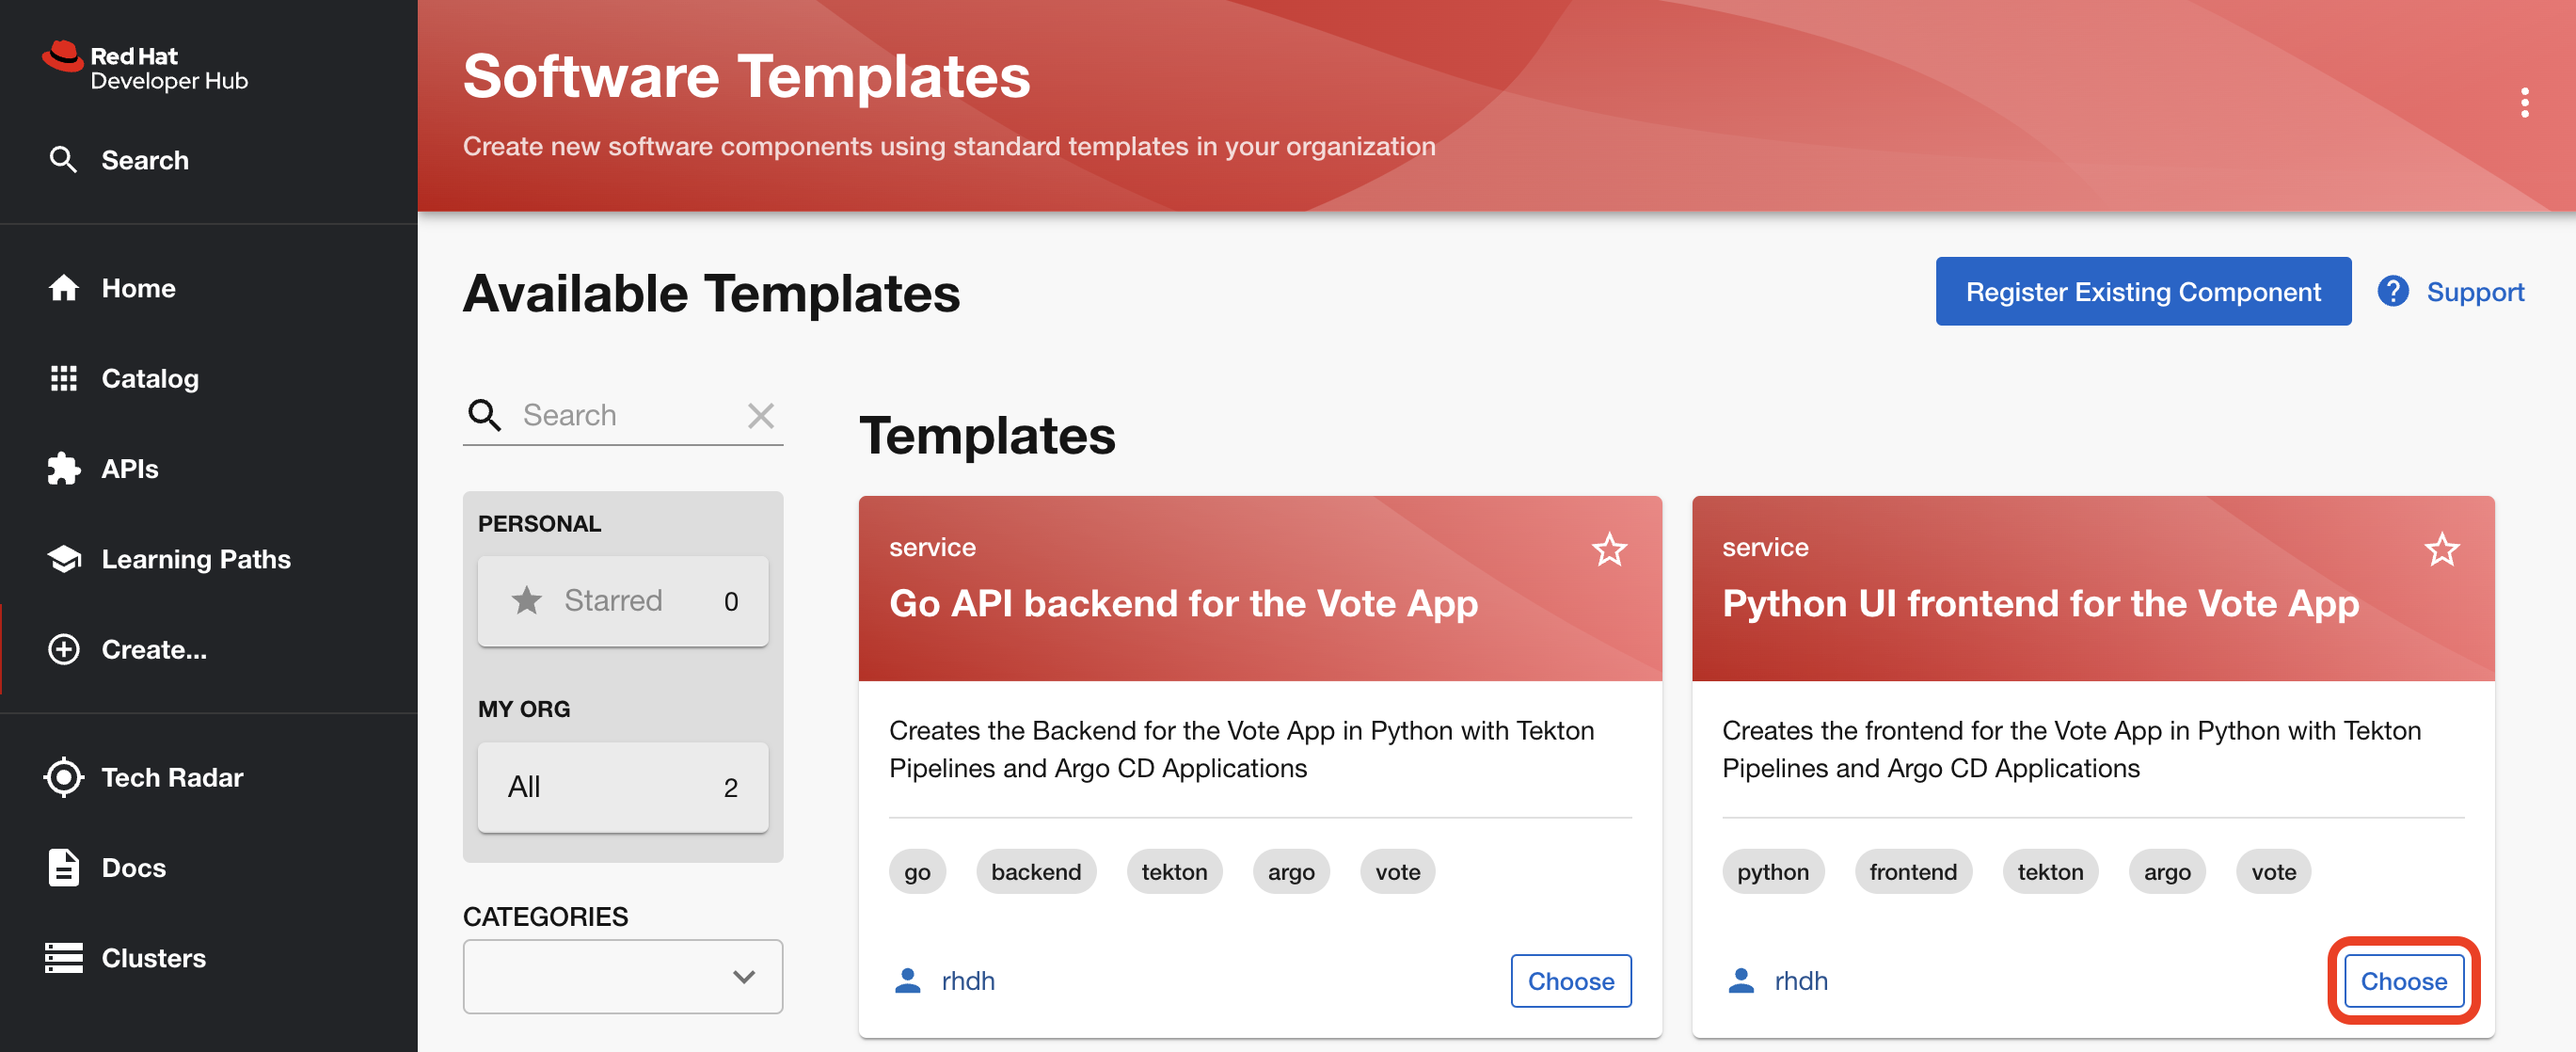 Red Hat
Developer Hub
Search
Home
Catalog
APIs
Learning Paths
Create...
Tech Radar
Docs
Clusters
Software Templates
Create new software components using standard templates in your organization
Available Templates
Register Existing Component
? Support
Search
PERSONAL
Starred 0
MY ORG
All 2
CATEGORIES
Templates
service
Go API backend for the Vote App
Creates the Backend for the Vote App in Python with Tekton
Pipelines and Argo CD Applications
go backend tekton argo vote
rhdh Choose
service
Python UI frontend for the Vote App
Creates the frontend for the Vote App in Python with Tekton
Pipelines and Argo CD Applications
python frontend tekton argo vote
rhdh Choose